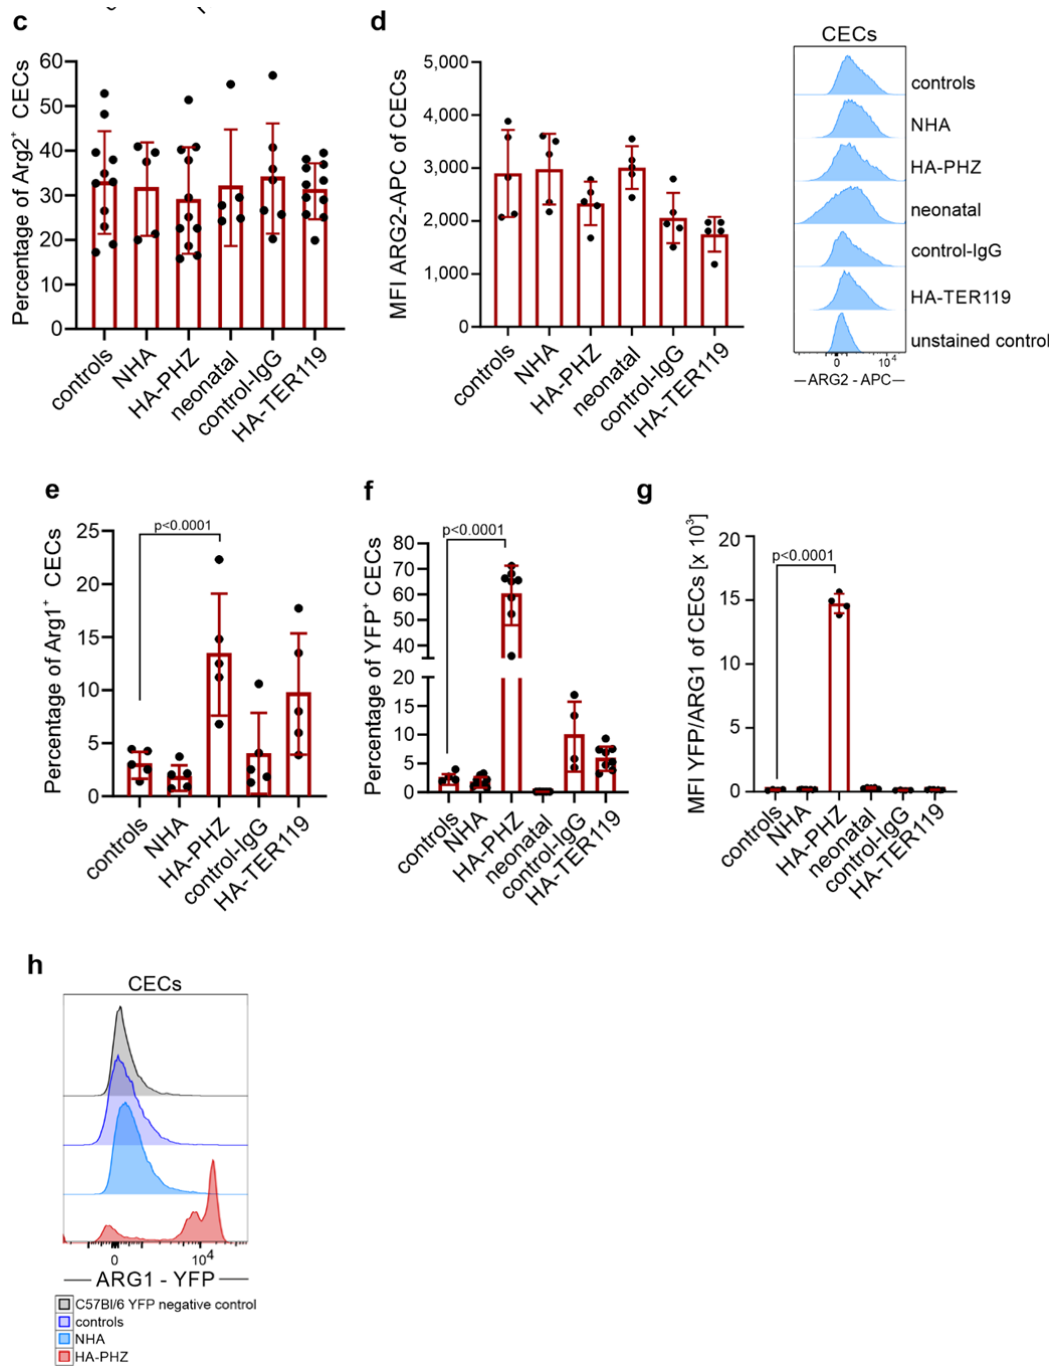 c
Percentage of Arg2⁺ CECs
60
50
40
30
20
10
0
controls
NHA
HA-PHZ
neonatal
control-IgG
HA-TER119
d
MFI ARG2-APC of CECs
5,000
4,000
3,000
2,000
1,000
0
controls
NHA
HA-PHZ
neonatal
control-IgG
HA-TER119
CECs
controls
NHA
HA-PHZ
neonatal
control-IgG
HA-TER119
unstained control
0 10⁴
ARG2 - APC
e
Percentage of Arg1⁺ CECs
p<0.0001
25
20
15
10
5
0
controls
NHA
HA-PHZ
control-IgG
HA-TER119
f
Percentage of YFP⁺ CECs
p<0.0001
80
70
60
50
40
30
20
15
10
5
0
controls
NHA
HA-PHZ
neonatal
control-IgG
HA-TER119
g
MFI YFP/ARG1 of CECs [x 10³]
p<0.0001
20
15
10
5
0
controls
NHA
HA-PHZ
neonatal
control-IgG
HA-TER119
h
CECs
0 10⁴
ARG1 - YFP
C57Bl/6 YFP negative control
controls
NHA
HA-PHZ